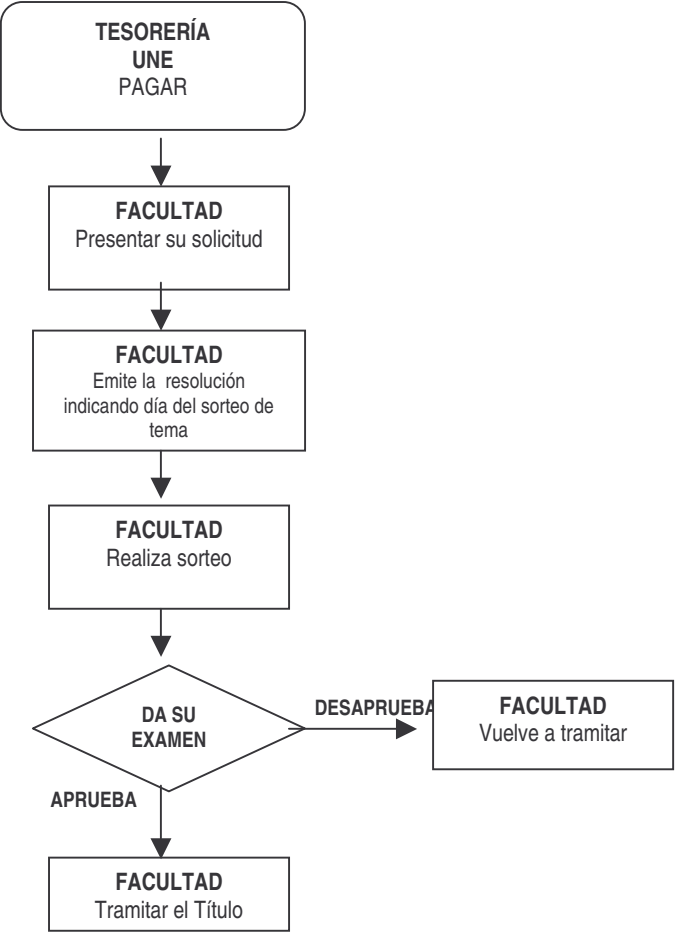 TESORERÍA
UNE
PAGAR
FACULTAD
Presentar su solicitud
FACULTAD
Emite la resolución
indicando día del sorteo de
tema
FACULTAD
Realiza sorteo
DA SU
EXAMEN
DESAPRUEBA
FACULTAD
Vuelve a tramitar
APRUEBA
FACULTAD
Tramitar el Título